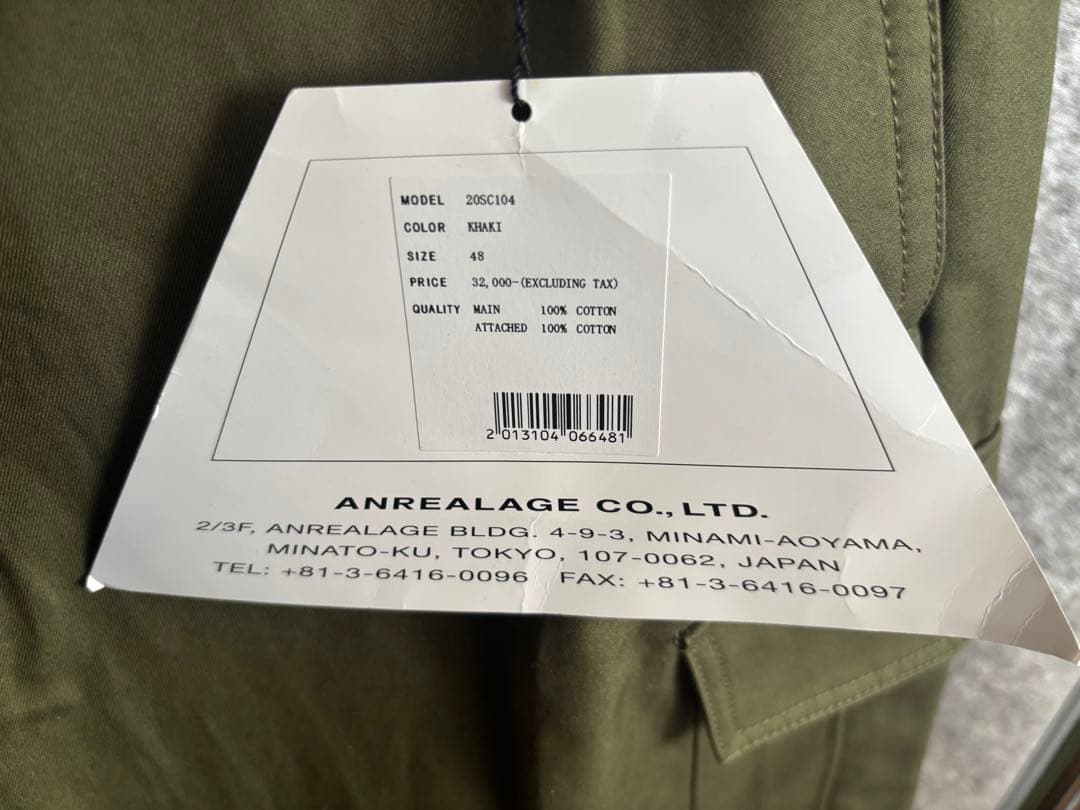 MODEL 20SC104
COLOR KHAKI
SIZE 48
PRICE 32,000-(EXCLUDING TAX)
QUALITY MAIN 100% COTTON
ATTACHED 100% COTTON
2 013104 066481
ANREALAGE CO., LTD.
2/3F, ANREALAGE BLDG. 4-9-3, MINAMI-AOYAMA,
MINATO-KU, TOKYO, 107-0062, JAPAN
TEL: +81-3-6416-0096 FAX: +81-3-6416-0097